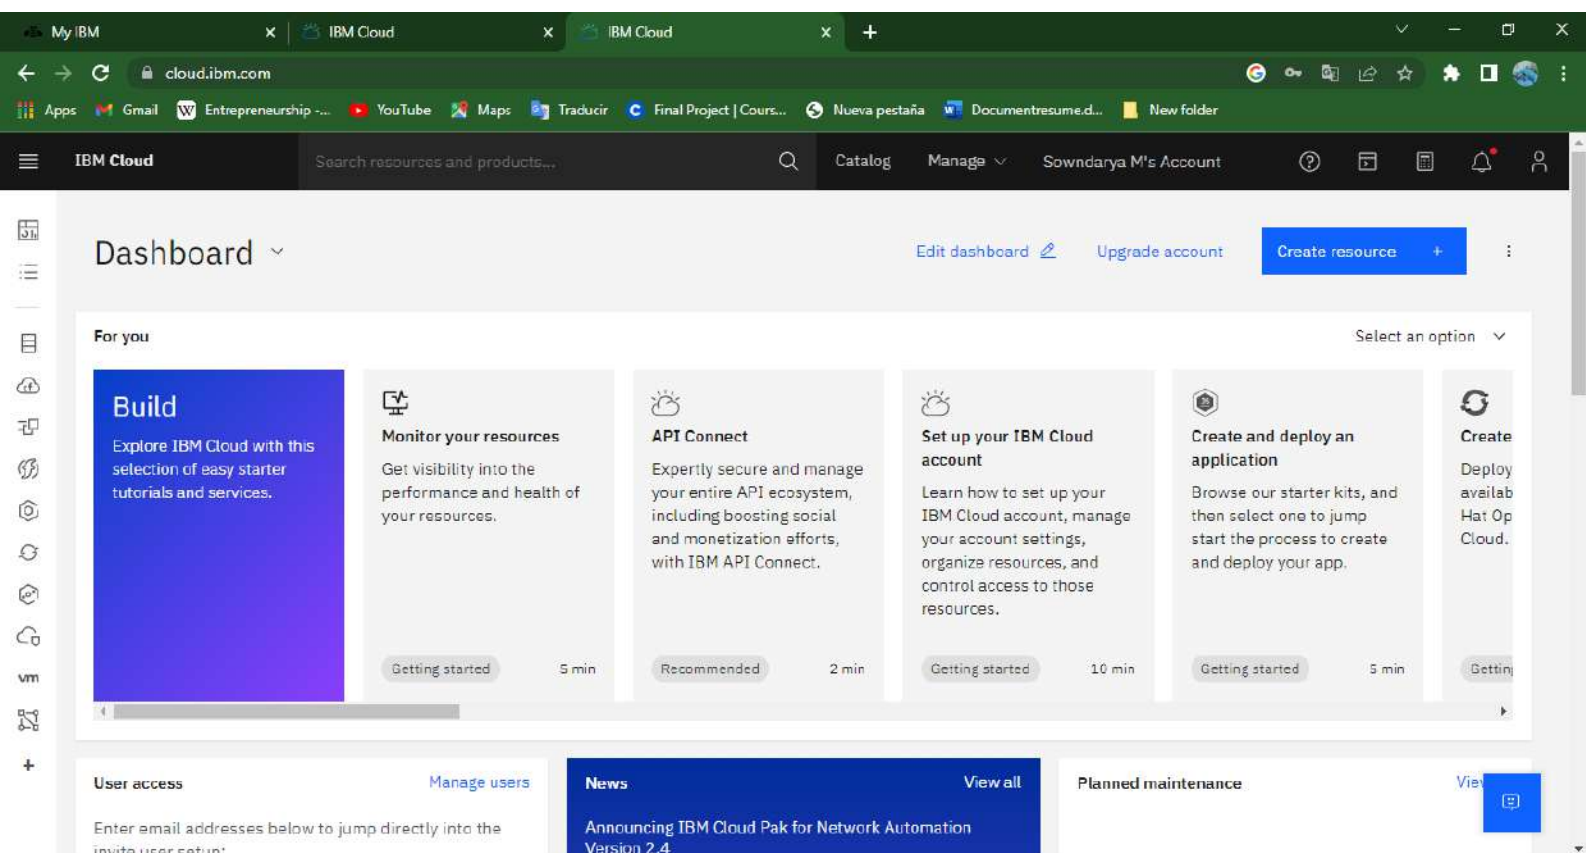 My IBM
IBM Cloud
IBM Cloud
cloud.ibm.com
Apps
Gmail
Entrepreneurship -...
YouTube
Maps
Traducir
Final Project | Cours...
Nueva pestaña
Documentresume.d...
New folder
IBM Cloud
Search resources and products...
Catalog
Manage
Sowndarya M's Account
Dashboard
Edit dashboard
Upgrade account
Create resource +
For you
Select an option
Build
Explore IBM Cloud with this
selection of easy starter
tutorials and services.
Monitor your resources
Get visibility into the
performance and health of
your resources.
Getting started
5 min
API Connect
Expertly secure and manage
your entire API ecosystem,
including boosting social
and monetization efforts,
with IBM API Connect.
Recommended
2 min
Set up your IBM Cloud
account
Learn how to set up your
IBM Cloud account, manage
your account settings,
organize resources, and
control access to those
resources.
Getting started
10 min
Create and deploy an
application
Browse our starter kits, and
then select one to jump
start the process to create
and deploy your app.
Getting started
5 min
Create
Deploy
availab
Hat Op
Cloud.
Getting
vm
User access
Manage users
Enter email addresses below to jump directly into the
invite user setup:
News
View all
Announcing IBM Cloud Pak for Network Automation
Version 2.4
Planned maintenance
View